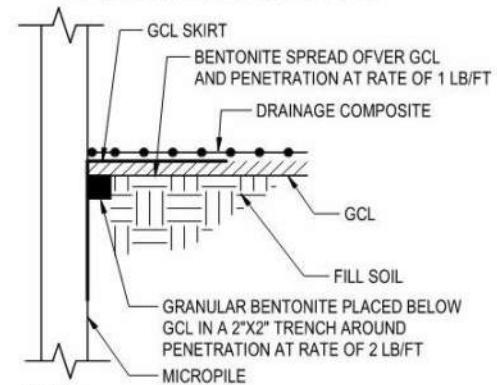 GCL SKIRT
BENTONITE SPREAD OFVER GCL
AND PENETRATION AT RATE OF 1 LB/FT
DRAINAGE COMPOSITE
GCL
FILL SOIL
GRANULAR BENTONITE PLACED BELOW
GCL IN A 2"X2" TRENCH AROUND
PENETRATION AT RATE OF 2 LB/FT
MICROPILE